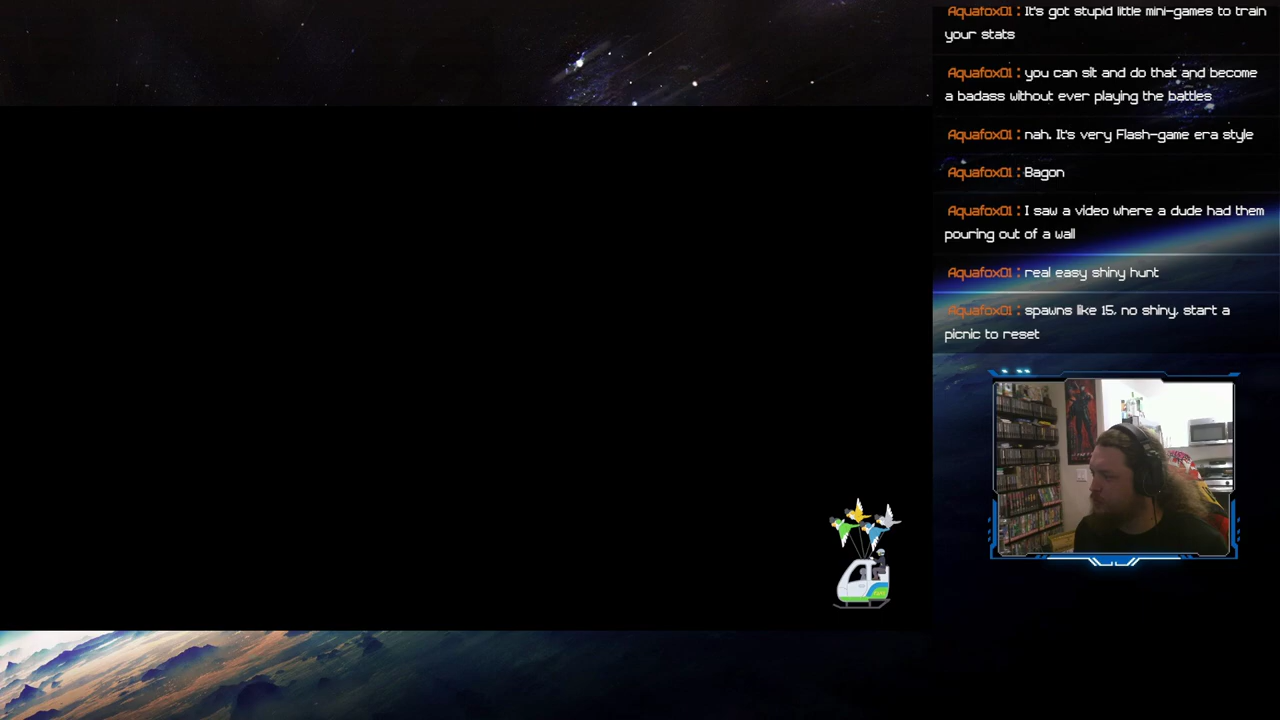 Aquafox01 : It's got stupid little mini-games to train
your stats
Aquafox01 : you can sit and do that and become
a badass without ever playing the battles
Aquafox01 : nah. It's very Flash-game era style
Aquafox01 : Bagon
Aquafox01 : I saw a video where a dude had them
pouring out of a wall
Aquafox01 : real easy shiny hunt
Aquafox01 : spawns like 15, no shiny, start a
picnic to reset